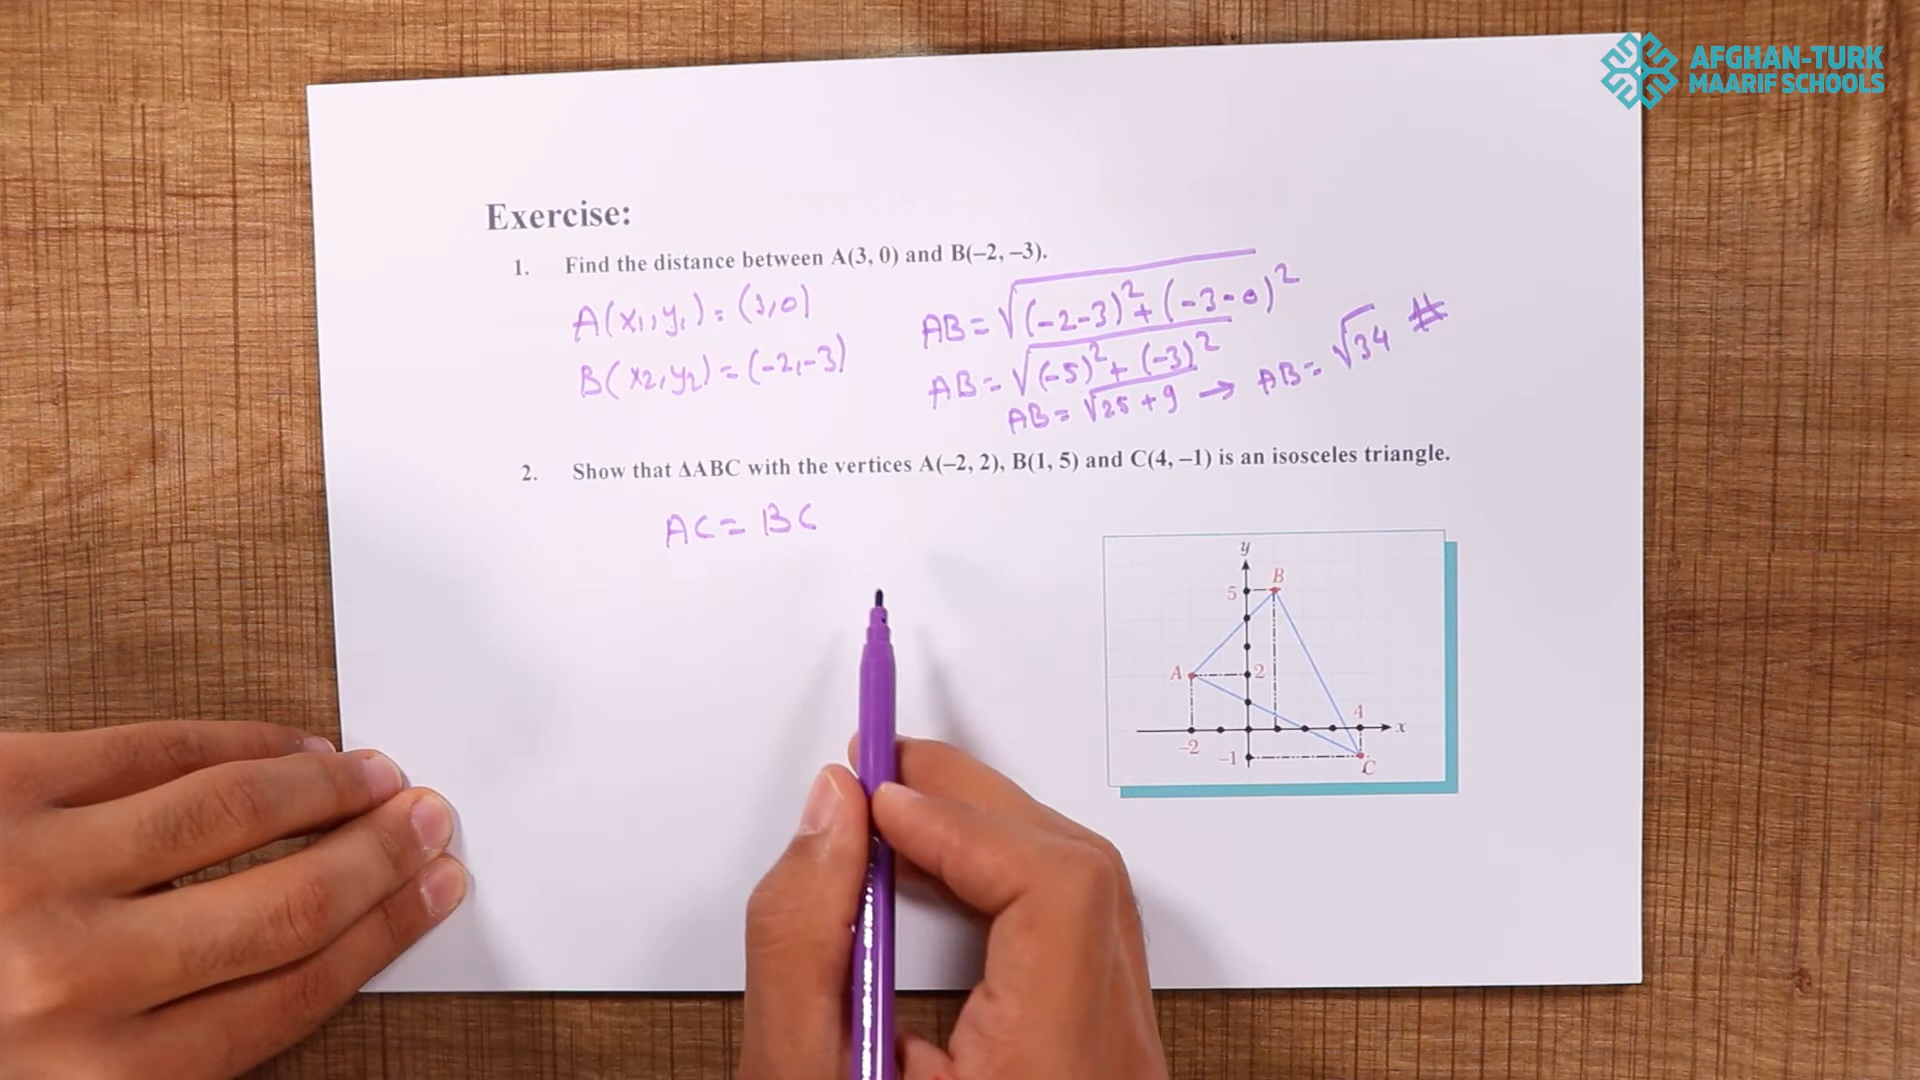 AFGHAN-TURK
MAARIF SCHOOLS
Exercise:
1. Find the distance between A(3, 0) and B(–2, –3).
A(x₁,y₁) = (3,0)
B(x₂,y₂) = (-2,-3)
AB = √(-2-3)² + (-3-0)²
AB = √(-5)² + (-3)²
AB = √25 + 9 → AB = √34 #
2. Show that ΔABC with the vertices A(–2, 2), B(1, 5) and C(4, –1) is an isosceles triangle.
AC = BC
y
B
5
A
2
4
x
–2
–1
C